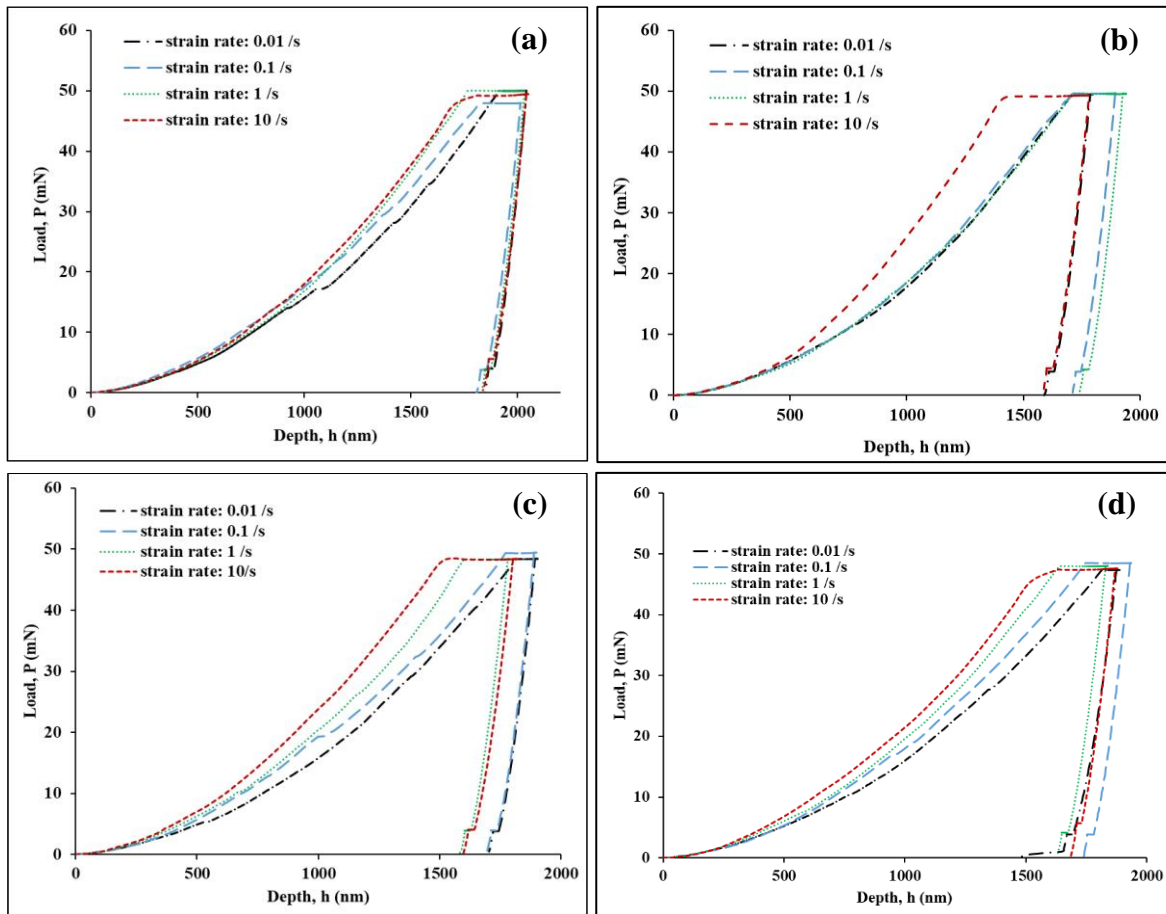 (a)
strain rate: 0.01 /s
strain rate: 0.1 /s
strain rate: 1 /s
strain rate: 10 /s
Load, P (mN)
60
50
40
30
20
10
0
0 500 1000 1500 2000
Depth, h (nm)
(b)
strain rate: 0.01 /s
strain rate: 0.1 /s
strain rate: 1 /s
strain rate: 10 /s
Load, P (mN)
60
50
40
30
20
10
0
0 500 1000 1500 2000
Depth, h (nm)
(c)
strain rate: 0.01 /s
strain rate: 0.1 /s
strain rate: 1 /s
strain rate: 10/s
Load, P (mN)
60
50
40
30
20
10
0
0 500 1000 1500 2000
Depth, h (nm)
(d)
strain rate: 0.01 /s
strain rate: 0.1 /s
strain rate: 1 /s
strain rate: 10 /s
Load, P (mN)
60
50
40
30
20
10
0
0 500 1000 1500 2000
Depth, h (nm)